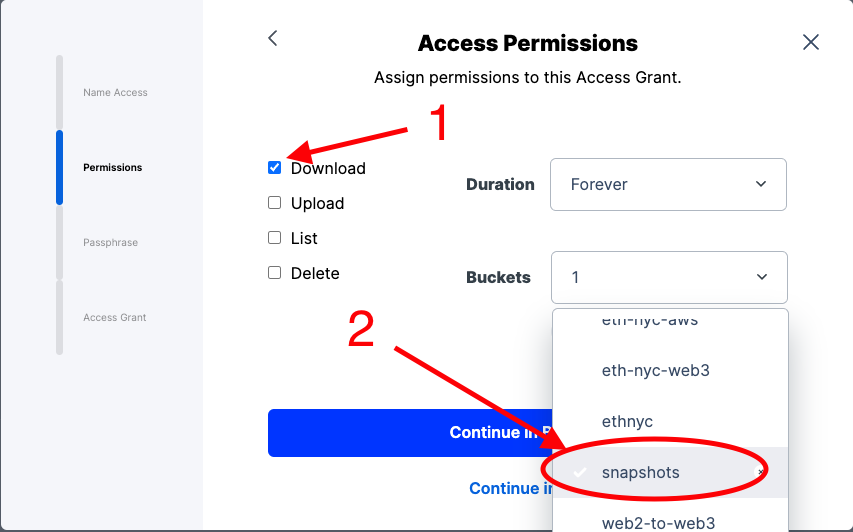 Access Permissions
Assign permissions to this Access Grant.
Name Access
Permissions
Passphrase
Access Grant
1
Download
Upload
List
Delete
Duration
Forever
Buckets
1
2
eth-nyc-aws
eth-nyc-web3
ethnyc
snapshots
web2-to-web3
Continue in
Continue in